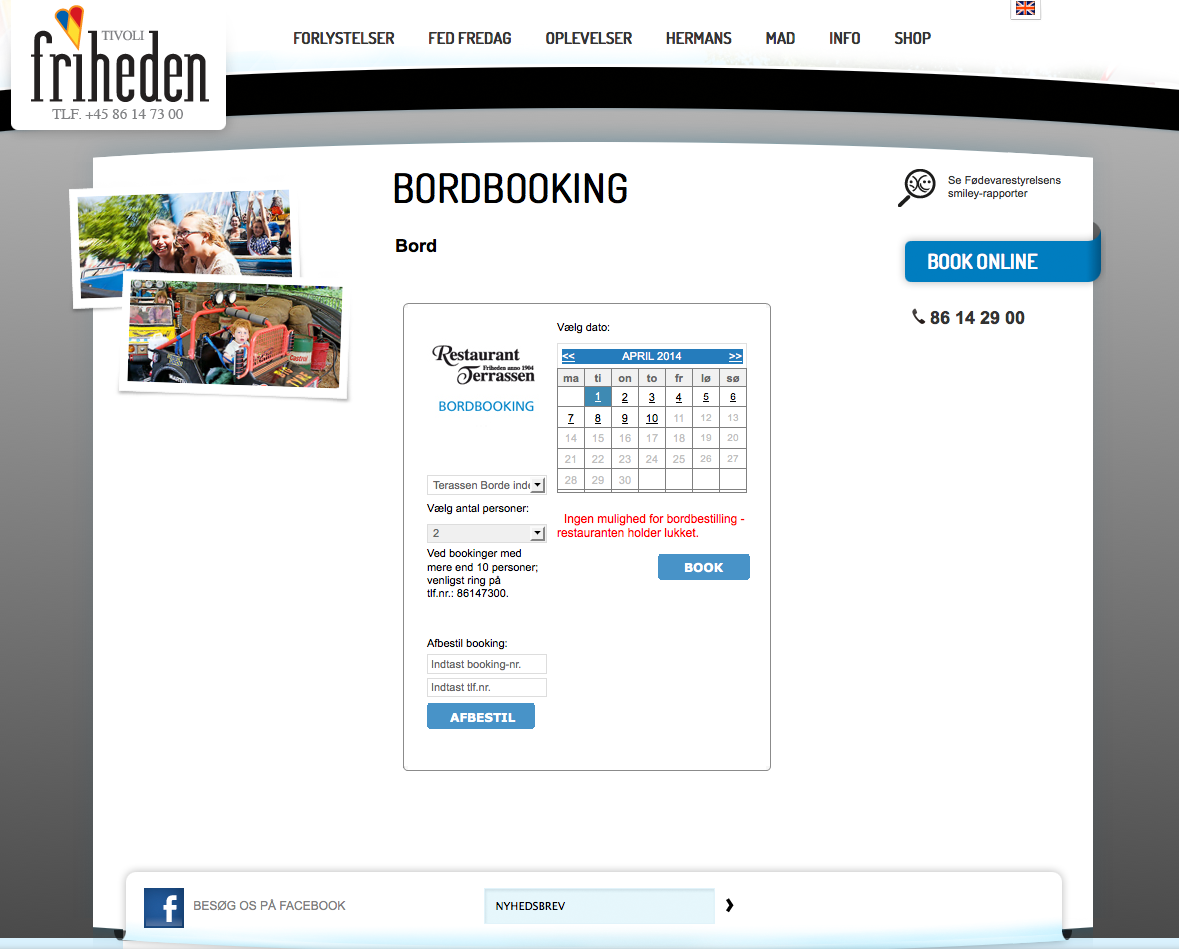 TIVOLI
friheden
TLF. +45 86 14 73 00
FORLYSTELSER FED FREDAG OPLEVELSER HERMANS MAD INFO SHOP
BORDBOOKING
Bord
Se Fødevarestyrelsens
smiley-rapporter
BOOK ONLINE
86 14 29 00
Restaurant
Friheden anno 1904
Terrassen
BORDBOOKING
Terassen Borde inde
Vælg antal personer:
2
Ved bookinger med
mere end 10 personer;
venligst ring på
tlf.nr.: 86147300.
Afbestil booking:
Indtast booking-nr.
Indtast tlf.nr.
AFBESTIL
Vælg dato:
<< APRIL 2014 >>
ma ti on to fr lø sø
1 2 3 4 5 6
7 8 9 10 11 12 13
14 15 16 17 18 19 20
21 22 23 24 25 26 27
28 29 30
Ingen mulighed for bordbestilling -
restauranten holder lukket.
BOOK
Castrol
f BESØG OS PÅ FACEBOOK
NYHEDSBREV